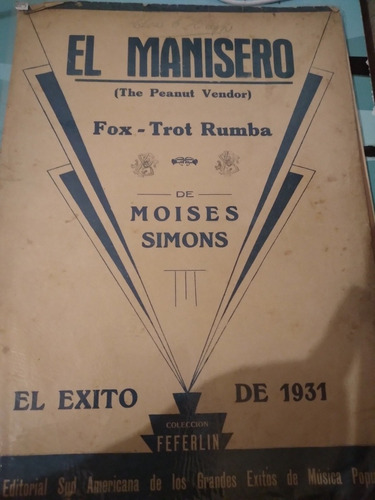 EL MANISERO
(The Peanut Vendor)
Fox - Trot Rumba
DE
MOISES
SIMONS
EL EXITO DE 1931
COLECCION
FEFERLIN
Editorial Sud Americana de los Grandes Exitos de Música Popu